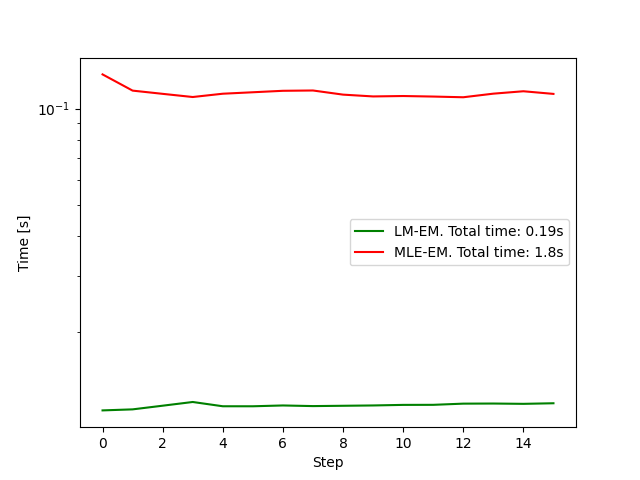 10⁻¹
Time [s]
LM-EM. Total time: 0.19s
MLE-EM. Total time: 1.8s
0 2 4 6 8 10 12 14
Step